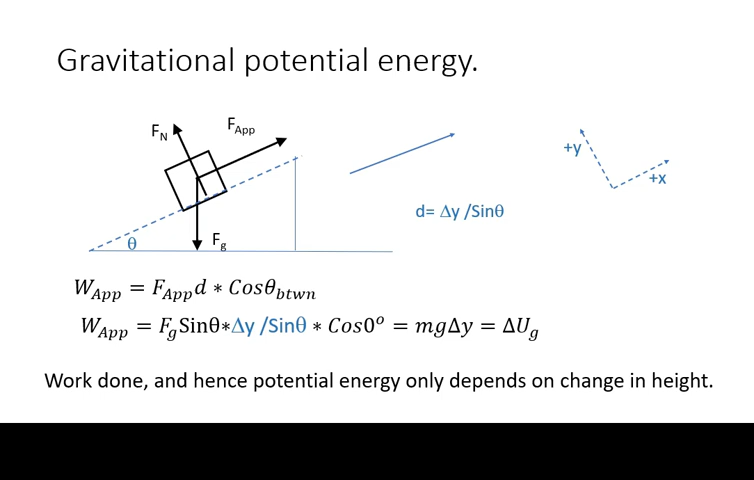 Gravitational potential energy.
F_N
F_App
+y
+x
d= Δy /Sinθ
θ
F_g
W_App = F_App d * Cosθ_btwn
W_App = F_g Sinθ*Δy /Sinθ * Cos0° = mgΔy = ΔU_g
Work done, and hence potential energy only depends on change in height.